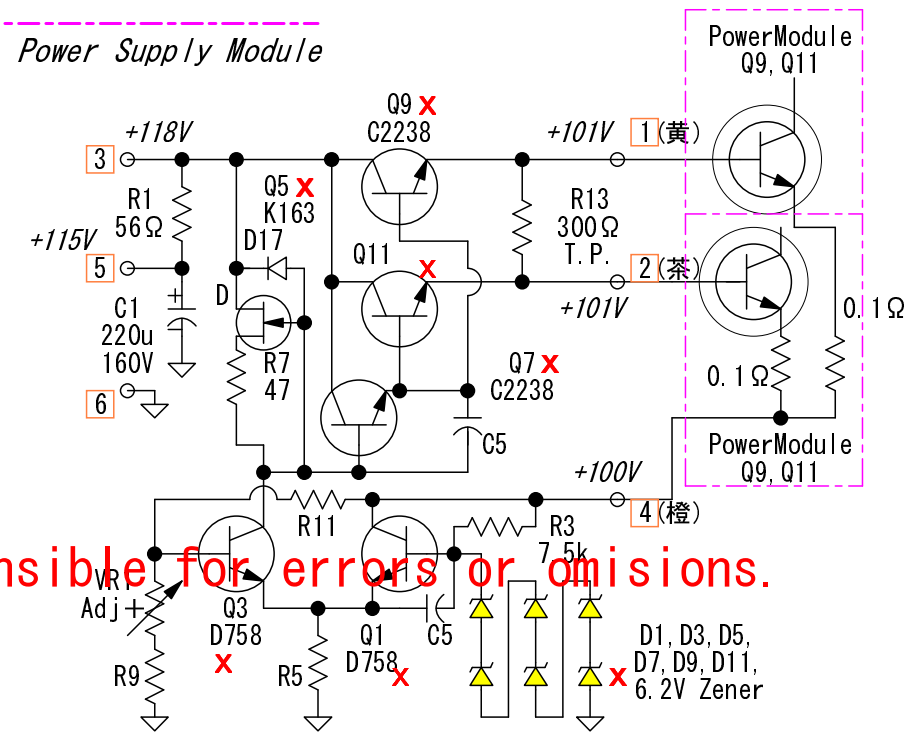 Power Supply Module
PowerModule
Q9,Q11
Q9 x
C2238
+118V
+101V
1 (黄)
3
Q5 x
K163
R1
56Ω
R13
300Ω
T.P.
+115V
D17
Q11
x
5
2 (茶)
D
+101V
C1
220u
160V
0.1Ω
R7
47
Q7 x
C2238
0.1Ω
6
C5
PowerModule
Q9,Q11
+100V
R11
4 (橙)
R3
7.5k
nsible for errors or omisions.
VR1
Adj
Q3
D758
x
Q1
D758
x
C5
R9
R5
D1,D3,D5,
D7,D9,D11,
x 6.2V Zener